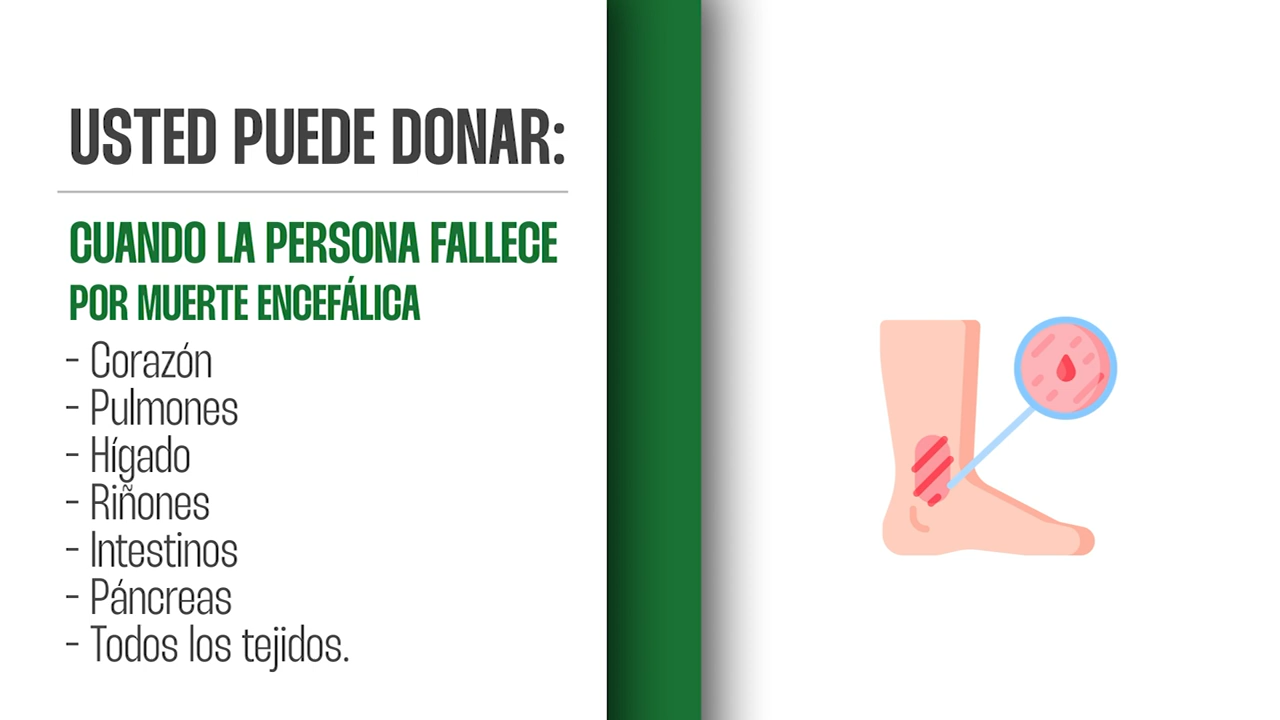 USTED PUEDE DONAR:
CUANDO LA PERSONA FALLECE
POR MUERTE ENCEFÁLICA
- Corazón
- Pulmones
- Hígado
- Riñones
- Intestinos
- Páncreas
- Todos los tejidos.